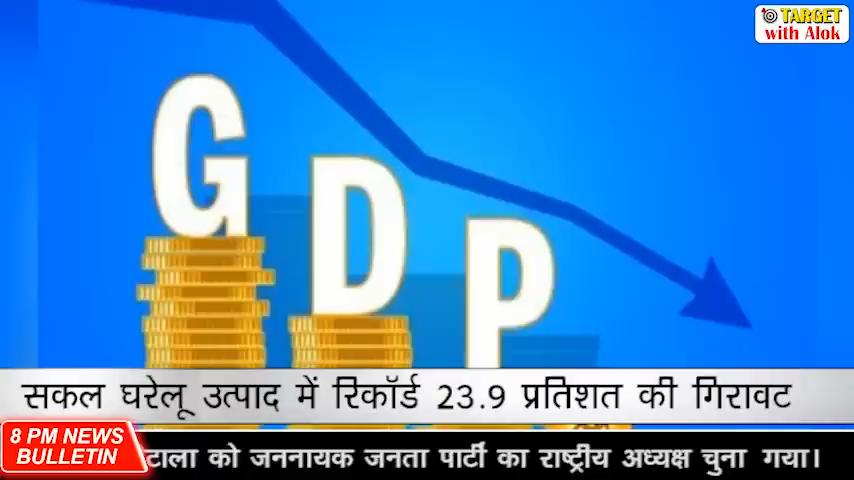 TARGET
with Alok
GDP
सकल घरेलू उत्पाद में रिकॉर्ड 23.9 प्रतिशत की गिरावट
8 PM NEWS
BULLETIN
टाला को जननायक जनता पार्टी का राष्ट्रीय अध्यक्ष चुना गया।